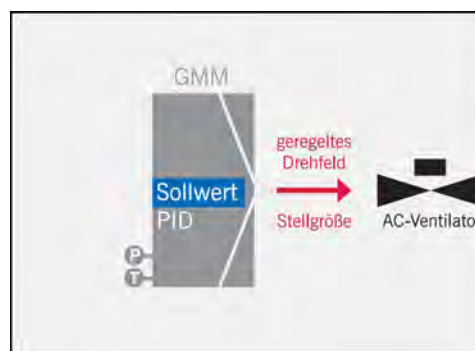 GMM
geregeltes
Drehfeld
Sollwert
PID
Stellgröße
AC-Ventilato
P
T